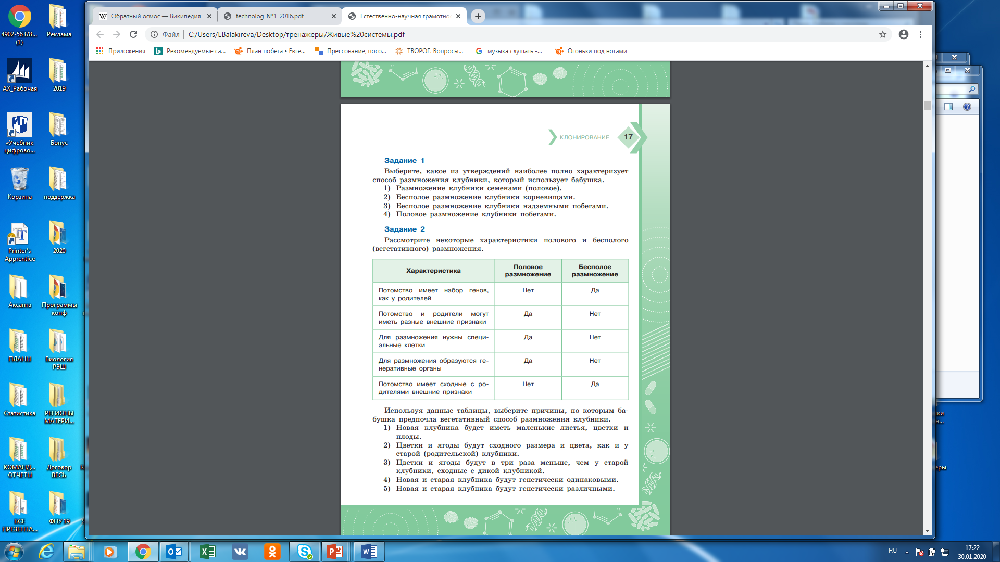 4902-56378...
(1)
Реклама
AX_Рабочая
2019
«Учебник
цифрово...
Бонус
Корзина
поддержка
Printer's
Apprentice
2020
Аксапта
Программы
конф
ПЛАНЫ
Биология
РЭШ
Статистика
РЕГИОНЫ
МАТЕРИ...
КОМАНД...
ОТЧЕТЫ
Договор
ВЕСЬ
ВСЕ
ПРЕЗЕНТА...
ФПУ 19
Обратный осмос — Википедия
technolog_№1_2016.pdf
Естественно-научная грамотно
Файл
C:/Users/EBalakireva/Desktop/тренажеры/Живые%20системы.pdf
Приложения
Рекомендуемые са...
План побега • Евге...
Прессование, посо...
ТВОРОГ. Вопросы...
музыка слушать -...
Огоньки под ногами
КЛОНИРОВАНИЕ
17
Задание 1
Выберите, какое из утверждений наиболее полно характеризует
способ размножения клубники, который использует бабушка.
1) Размножение клубники семенами (половое).
2) Бесполое размножение клубники корневищами.
3) Бесполое размножение клубники надземными побегами.
4) Половое размножение клубники побегами.
Задание 2
Рассмотрите некоторые характеристики полового и бесполого
(вегетативного) размножения.
Характеристика
Половое
размножение
Бесполое
размножение
Потомство имеет набор генов,
как у родителей
Нет
Да
Потомство и родители могут
иметь разные внешние признаки
Да
Нет
Для размножения нужны специ-
альные клетки
Да
Нет
Для размножения образуются ге-
неративные органы
Да
Нет
Потомство имеет сходные с ро-
дителями внешние признаки
Нет
Да
Используя данные таблицы, выберите причины, по которым ба-
бушка предпочла вегетативный способ размножения клубники.
1) Новая клубника будет иметь маленькие листья, цветки и
плоды.
2) Цветки и ягоды будут сходного размера и цвета, как и у
старой (родительской) клубники.
3) Цветки и ягоды будут в три раза меньше, чем у старой
клубники, сходные с дикой клубникой.
4) Новая и старая клубника будут генетически одинаковыми.
5) Новая и старая клубника будут генетически различными.
RU
17:22
30.01.2020